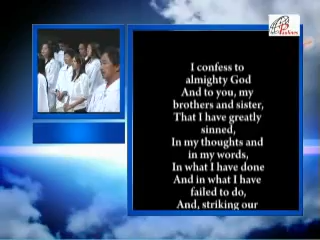 I confess to
almighty God
And to you, my
brothers and sister,
That I have greatly
sinned,
In my thoughts and
in my words,
In what I have done
And in what I have
failed to do,
And, striking our